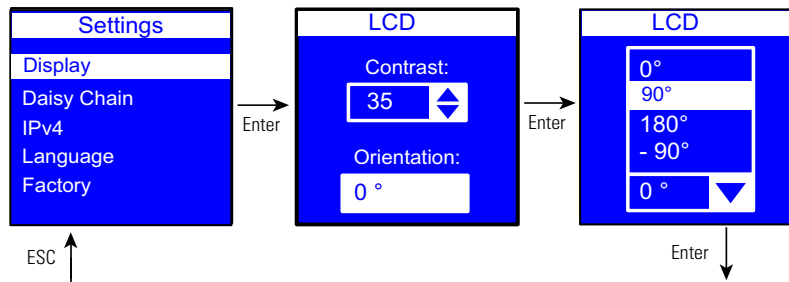 Settings
Display
Daisy Chain
IPv4
Language
Factory
ESC
Enter
LCD
Contrast:
35
Orientation:
0 °
Enter
LCD
0°
90°
180°
- 90°
0 °
Enter